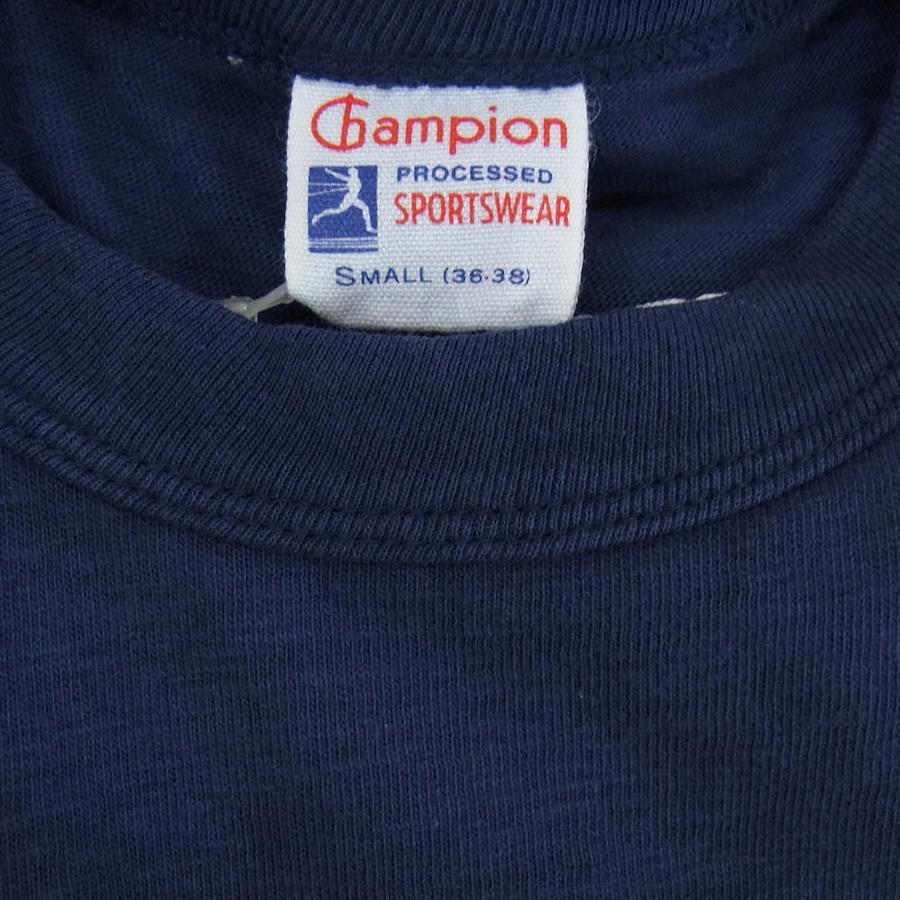 Champion
PROCESSED
SPORTSWEAR
SMALL (36-38)